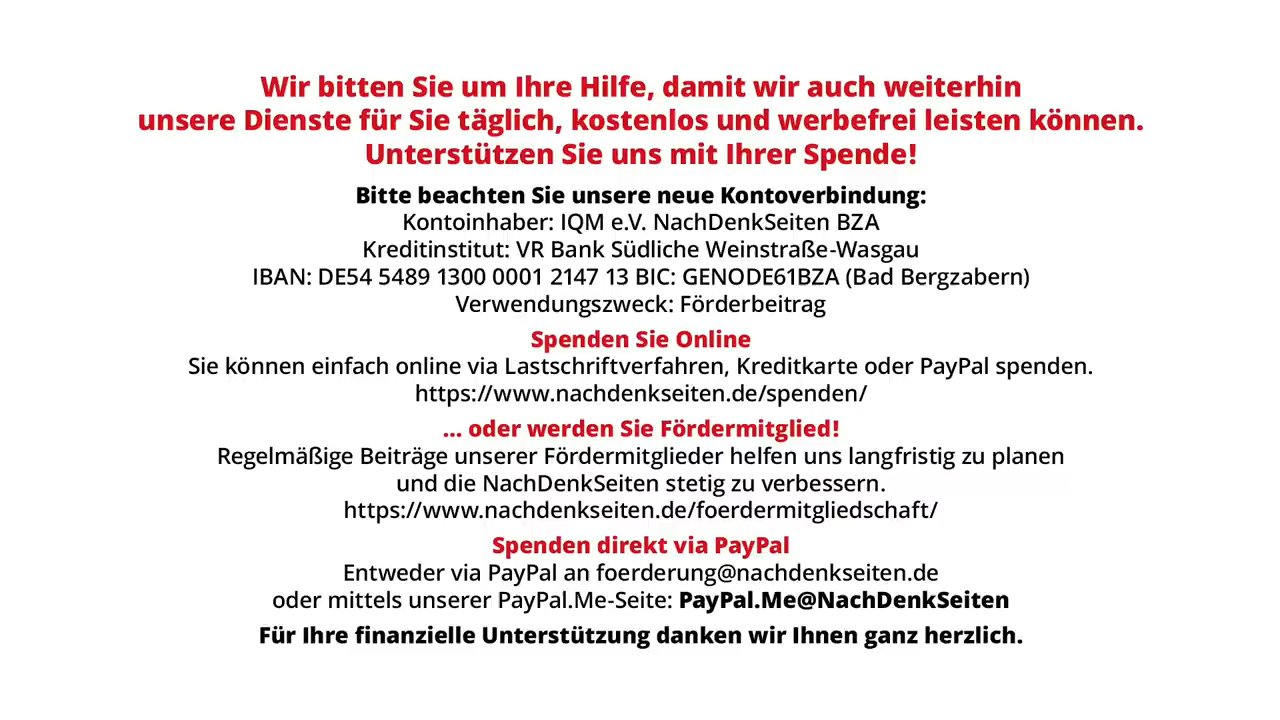 Wir bitten Sie um Ihre Hilfe, damit wir auch weiterhin
unsere Dienste für Sie täglich, kostenlos und werbefrei leisten können.
Unterstützen Sie uns mit Ihrer Spende!
Bitte beachten Sie unsere neue Kontoverbindung:
Kontoinhaber: IQM e.V. NachDenkSeiten BZA
Kreditinstitut: VR Bank Südliche Weinstraße-Wasgau
IBAN: DE54 5489 1300 0001 2147 13 BIC: GENODE61BZA (Bad Bergzabern)
Verwendungszweck: Förderbeitrag
Spenden Sie Online
Sie können einfach online via Lastschriftverfahren, Kreditkarte oder PayPal spenden.
https://www.nachdenkseiten.de/spenden/
... oder werden Sie Fördermitglied!
Regelmäßige Beiträge unserer Fördermitglieder helfen uns langfristig zu planen
und die NachDenkSeiten stetig zu verbessern.
https://www.nachdenkseiten.de/foerdermitgliedschaft/
Spenden direkt via PayPal
Entweder via PayPal an foerderung@nachdenkseiten.de
oder mittels unserer PayPal.Me-Seite: PayPal.Me@NachDenkSeiten
Für Ihre finanzielle Unterstützung danken wir Ihnen ganz herzlich.